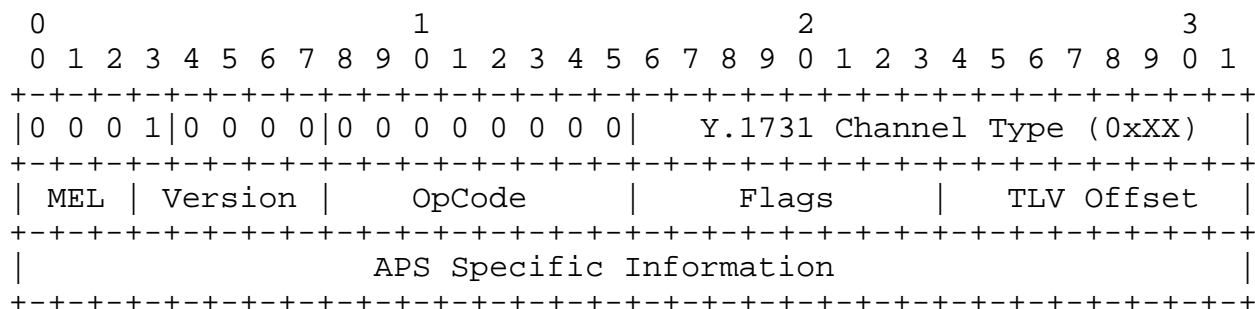 0                   1                   2                   3
 0 1 2 3 4 5 6 7 8 9 0 1 2 3 4 5 6 7 8 9 0 1 2 3 4 5 6 7 8 9 0 1
+-+-+-+-+-+-+-+-+-+-+-+-+-+-+-+-+-+-+-+-+-+-+-+-+-+-+-+-+-+-+-+-+
|0 0 0 1|0 0 0 0|0 0 0 0 0 0 0 0|   Y.1731 Channel Type (0xXX)  |
+-+-+-+-+-+-+-+-+-+-+-+-+-+-+-+-+-+-+-+-+-+-+-+-+-+-+-+-+-+-+-+-+
| MEL | Version |    OpCode     |     Flags     |   TLV Offset  |
+-+-+-+-+-+-+-+-+-+-+-+-+-+-+-+-+-+-+-+-+-+-+-+-+-+-+-+-+-+-+-+-+
|                  APS Specific Information                     |
+-+-+-+-+-+-+-+-+-+-+-+-+-+-+-+-+-+-+-+-+-+-+-+-+-+-+-+-+-+-+-+-+